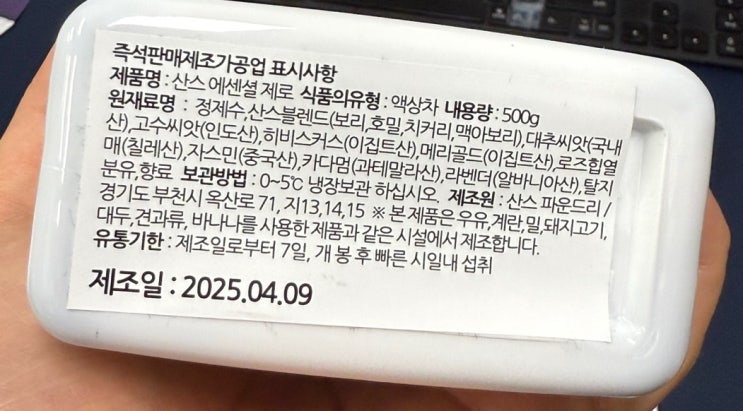 즉석판매제조가공업 표시사항
제품명 : 산스 에센셜 제로 식품의유형 : 액상차 내용량 : 500g
원재료명 : 정제수,산스블렌드(보리,호밀,치커리,맥아보리),대추씨앗(국내
산),고수씨앗(인도산),히비스커스(이집트산),메리골드(이집트산),로즈힙열
매(칠레산),자스민(중국산),카다멈(과테말라산),라벤더(알바니아산),탈지
분유,향료 보관방법 : 0~5℃ 냉장보관 하십시오. 제조원 : 산스 파운드리 /
경기도 부천시 옥산로 71, 지13,14,15 ※ 본 제품은 우유,계란,밀,돼지고기,
대두,견과류, 바나나를 사용한 제품과 같은 시설에서 제조합니다.
유통기한 : 제조일로부터 7일, 개 봉 후 빠른 시일내 섭취
제조일 : 2025.04.09